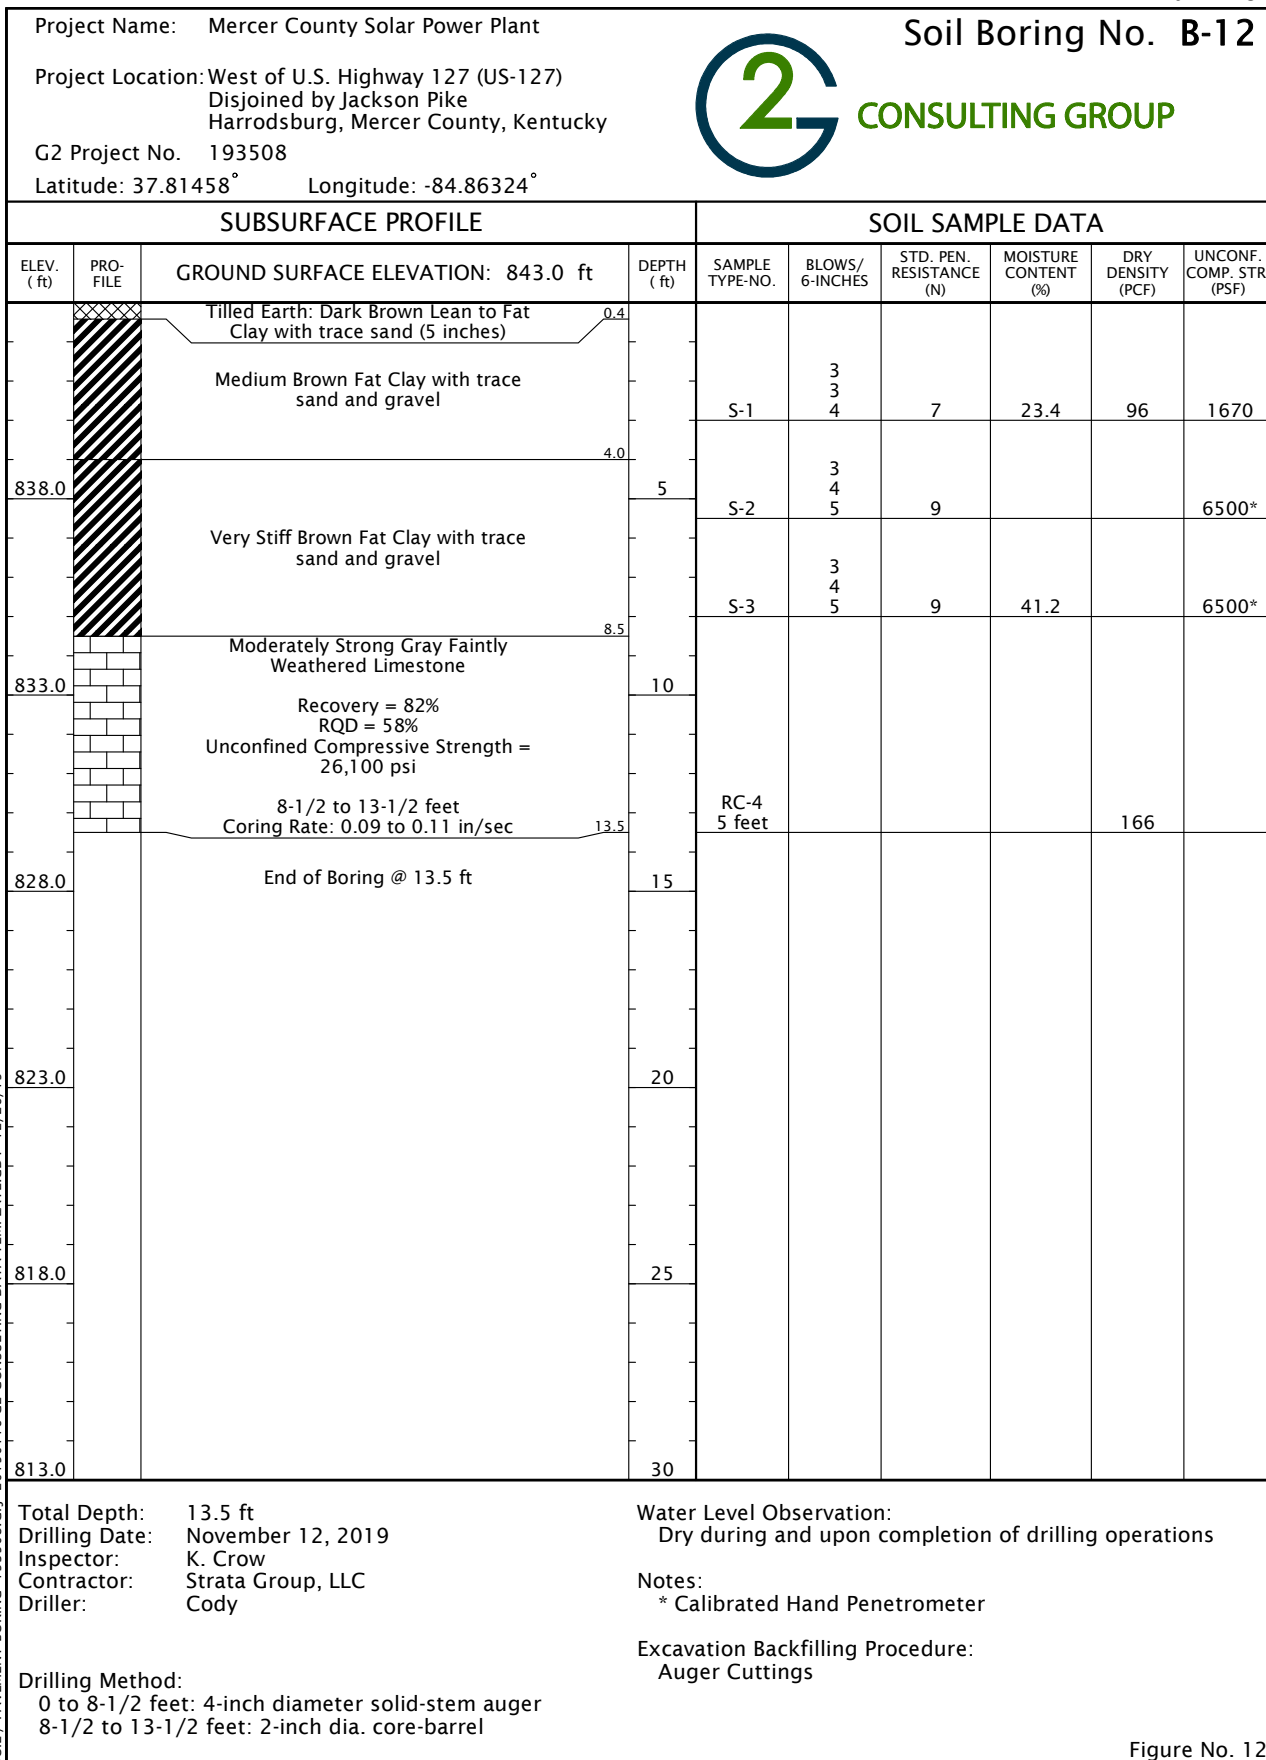 Project Name: Mercer County Solar Power Plant
Soil Boring No. B-12
Project Location: West of U.S. Highway 127 (US-127)
Disjoined by Jackson Pike
Harrodsburg, Mercer County, Kentucky
G2 Project No. 193508
Latitude: 37.81458° Longitude: -84.86324°
G2 CONSULTING GROUP
SUBSURFACE PROFILE
SOIL SAMPLE DATA
ELEV. (ft)
PRO-FILE
GROUND SURFACE ELEVATION: 843.0 ft
DEPTH (ft)
SAMPLE TYPE-NO.
BLOWS/ 6-INCHES
STD. PEN. RESISTANCE (N)
MOISTURE CONTENT (%)
DRY DENSITY (PCF)
UNCONF. COMP. STR (PSF)
Tilled Earth: Dark Brown Lean to Fat
Clay with trace sand (5 inches)
0.4
Medium Brown Fat Clay with trace
sand and gravel
3
3
S-1 4 7 23.4 96 1670
4.0
3
838.0 5 4
S-2 5 9 6500*
Very Stiff Brown Fat Clay with trace
sand and gravel
3
4
S-3 5 9 41.2 6500*
8.5
Moderately Strong Gray Faintly
Weathered Limestone
833.0 10
Recovery = 82%
RQD = 58%
Unconfined Compressive Strength =
26,100 psi
8-1/2 to 13-1/2 feet
Coring Rate: 0.09 to 0.11 in/sec
13.5
RC-4
5 feet 166
828.0 End of Boring @ 13.5 ft 15
823.0 20
818.0 25
813.0 30
Total Depth: 13.5 ft
Drilling Date: November 12, 2019
Inspector: K. Crow
Contractor: Strata Group, LLC
Driller: Cody
Water Level Observation:
Dry during and upon completion of drilling operations
Notes:
* Calibrated Hand Penetrometer
Excavation Backfilling Procedure:
Auger Cuttings
Drilling Method:
0 to 8-1/2 feet: 4-inch diameter solid-stem auger
8-1/2 to 13-1/2 feet: 2-inch dia. core-barrel
Figure No. 12